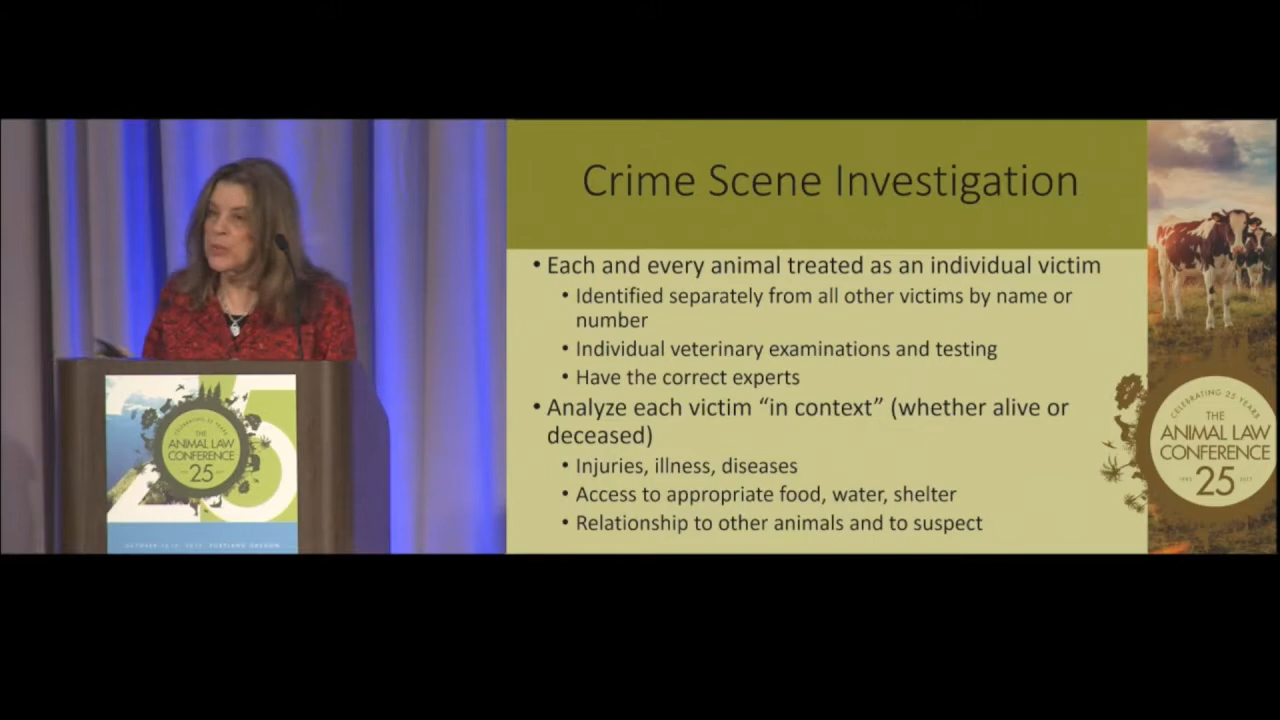 Crime Scene Investigation
• Each and every animal treated as an individual victim
• Identified separately from all other victims by name or
number
• Individual veterinary examinations and testing
• Have the correct experts
• Analyze each victim “in context” (whether alive or
deceased)
• Injuries, illness, diseases
• Access to appropriate food, water, shelter
• Relationship to other animals and to suspect
CELEBRATING 25 YEARS
THE
ANIMAL LAW
CONFERENCE
25
CELEBRATING 25 YEARS
THE
ANIMAL LAW
CONFERENCE
25